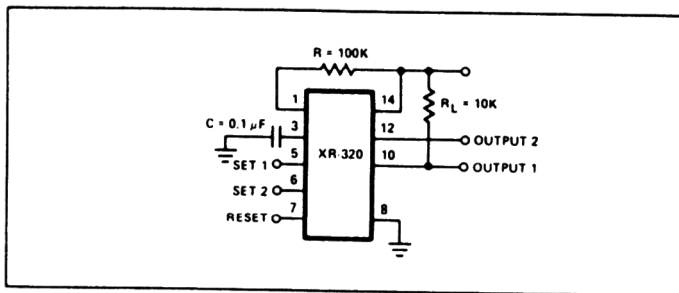 R = 100K
1
14
R_L = 10K
C = 0.1 µF
3
12
OUTPUT 2
XR-320
5
10
OUTPUT 1
SET 1
SET 2
6
RESET
7
8